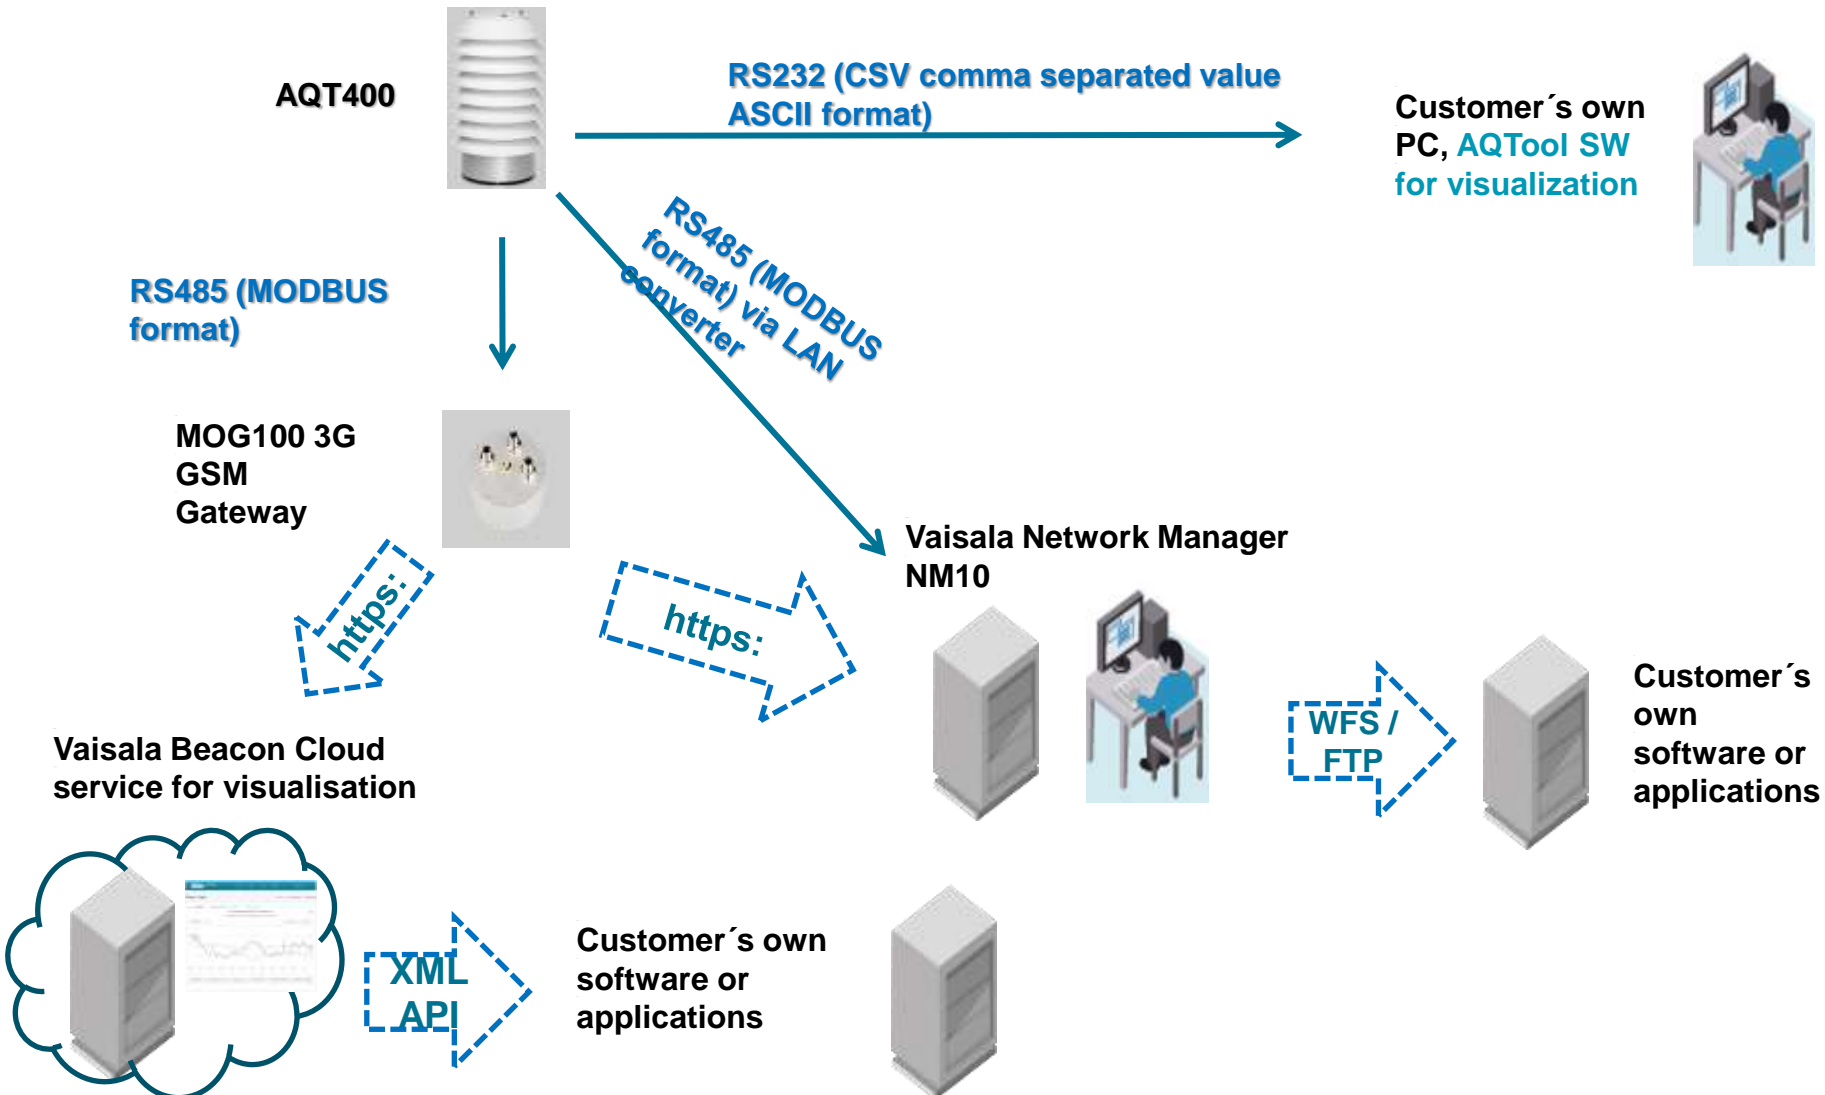 AQT400
RS232 (CSV comma separated value
ASCII format)
Customer´s own
PC, AQTool SW
for visualization
RS485 (MODBUS
format)
RS485 (MODBUS
format) via LAN
converter
MOG100 3G
GSM
Gateway
https:
https:
Vaisala Network Manager
NM10
WFS /
FTP
Customer´s
own
software or
applications
Vaisala Beacon Cloud
service for visualisation
XML
API
Customer´s own
software or
applications